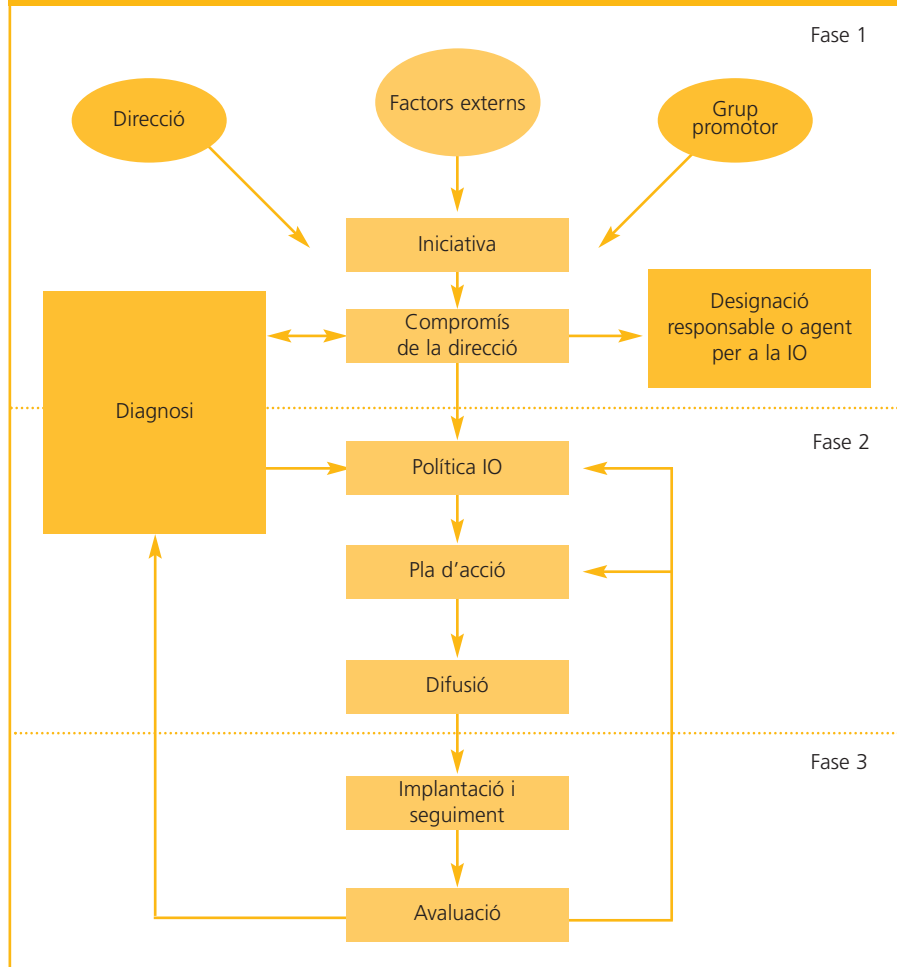 Fase 1
Direcció
Factors externs
Grup
promotor
Iniciativa
Compromís
de la direcció
Designació
responsable o agent
per a la IO
Diagnosi
Fase 2
Política IO
Pla d’acció
Difusió
Fase 3
Implantació i
seguiment
Avaluació